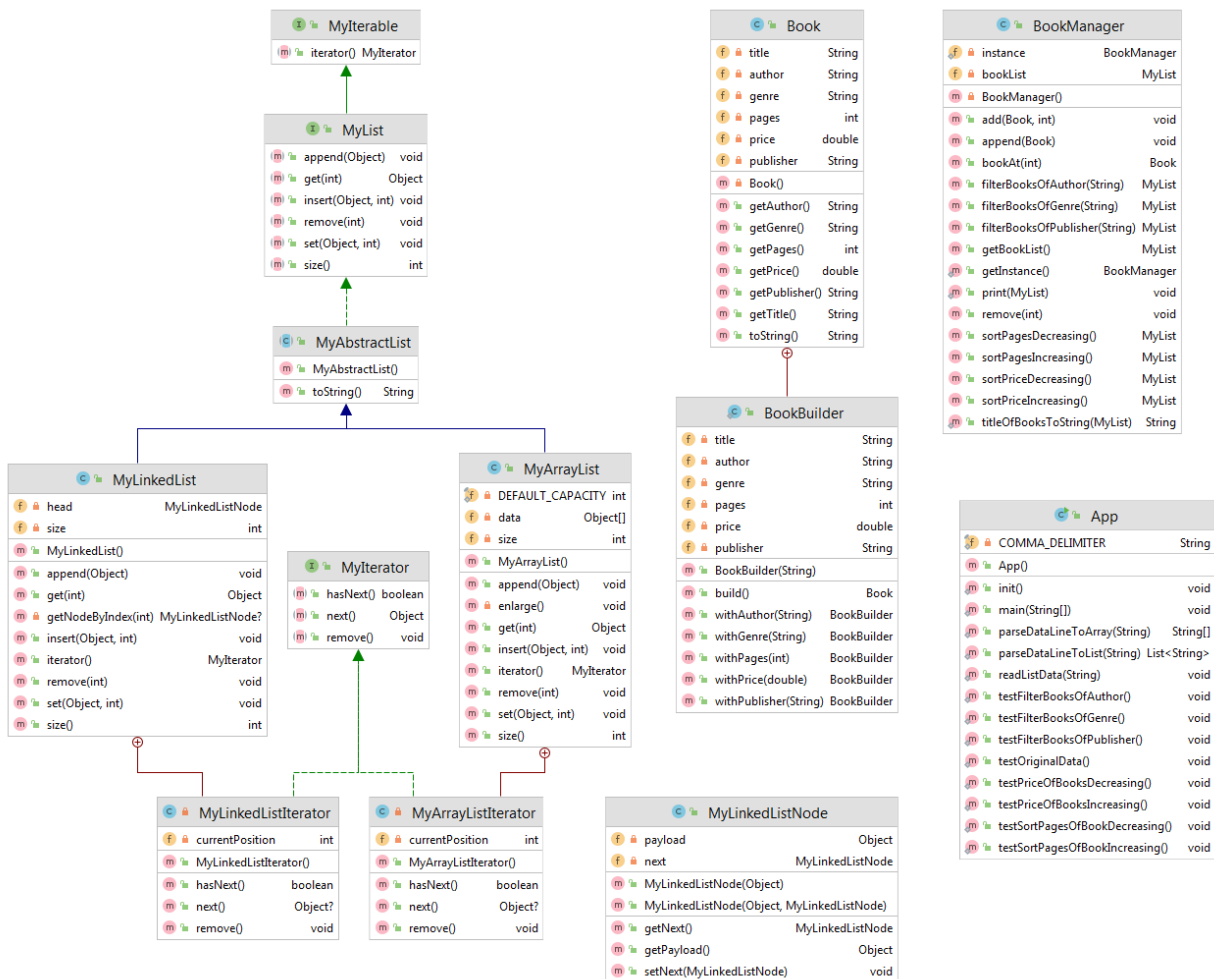 MyIterable
iterator() MyIterator
MyList
append(Object) void
get(int) Object
insert(Object, int) void
remove(int) void
set(Object, int) void
size() int
MyAbstractList
MyAbstractList()
toString() String
MyLinkedList
head MyLinkedListNode
size int
MyLinkedList()
append(Object) void
get(int) Object
getNodeByIndex(int) MyLinkedListNode?
insert(Object, int) void
iterator() MyIterator
remove(int) void
set(Object, int) void
size() int
MyIterator
hasNext() boolean
next() Object
remove() void
MyArrayList
DEFAULT_CAPACITY int
data Object[]
size int
MyArrayList()
append(Object) void
enlarge() void
get(int) Object
insert(Object, int) void
iterator() MyIterator
remove(int) void
set(Object, int) void
size() int
MyLinkedListIterator
currentPosition int
MyLinkedListIterator()
hasNext() boolean
next() Object?
remove() void
MyArrayListIterator
currentPosition int
MyArrayListIterator()
hasNext() boolean
next() Object?
remove() void
Book
title String
author String
genre String
pages int
price double
publisher String
Book()
getAuthor() String
getGenre() String
getPages() int
getPrice() double
getPublisher() String
getTitle() String
toString() String
BookBuilder
title String
author String
genre String
pages int
price double
publisher String
BookBuilder(String)
build() Book
withAuthor(String) BookBuilder
withGenre(String) BookBuilder
withPages(int) BookBuilder
withPrice(double) BookBuilder
withPublisher(String) BookBuilder
MyLinkedListNode
payload Object
next MyLinkedListNode
MyLinkedListNode(Object)
MyLinkedListNode(Object, MyLinkedListNode)
getNext() MyLinkedListNode
getPayload() Object
setNext(MyLinkedListNode) void
BookManager
instance BookManager
bookList MyList
BookManager()
add(Book, int) void
append(Book) void
bookAt(int) Book
filterBooksOfAuthor(String) MyList
filterBooksOfGenre(String) MyList
filterBooksOfPublisher(String) MyList
getBookList() MyList
getInstance() BookManager
print(MyList) void
remove(int) void
sortPagesDecreasing() MyList
sortPagesIncreasing() MyList
sortPriceDecreasing() MyList
sortPriceIncreasing() MyList
titleOfBooksToString(MyList) String
App
COMMA_DELIMITER String
App()
init() void
main(String[]) void
parseDataLineToArray(String) String[]
parseDataLineToList(String) List<String>
readListData(String) void
testFilterBooksOfAuthor() void
testFilterBooksOfGenre() void
testFilterBooksOfPublisher() void
testOriginalData() void
testPriceOfBooksDecreasing() void
testPriceOfBooksIncreasing() void
testSortPagesOfBookDecreasing() void
testSortPagesOfBookIncreasing() void